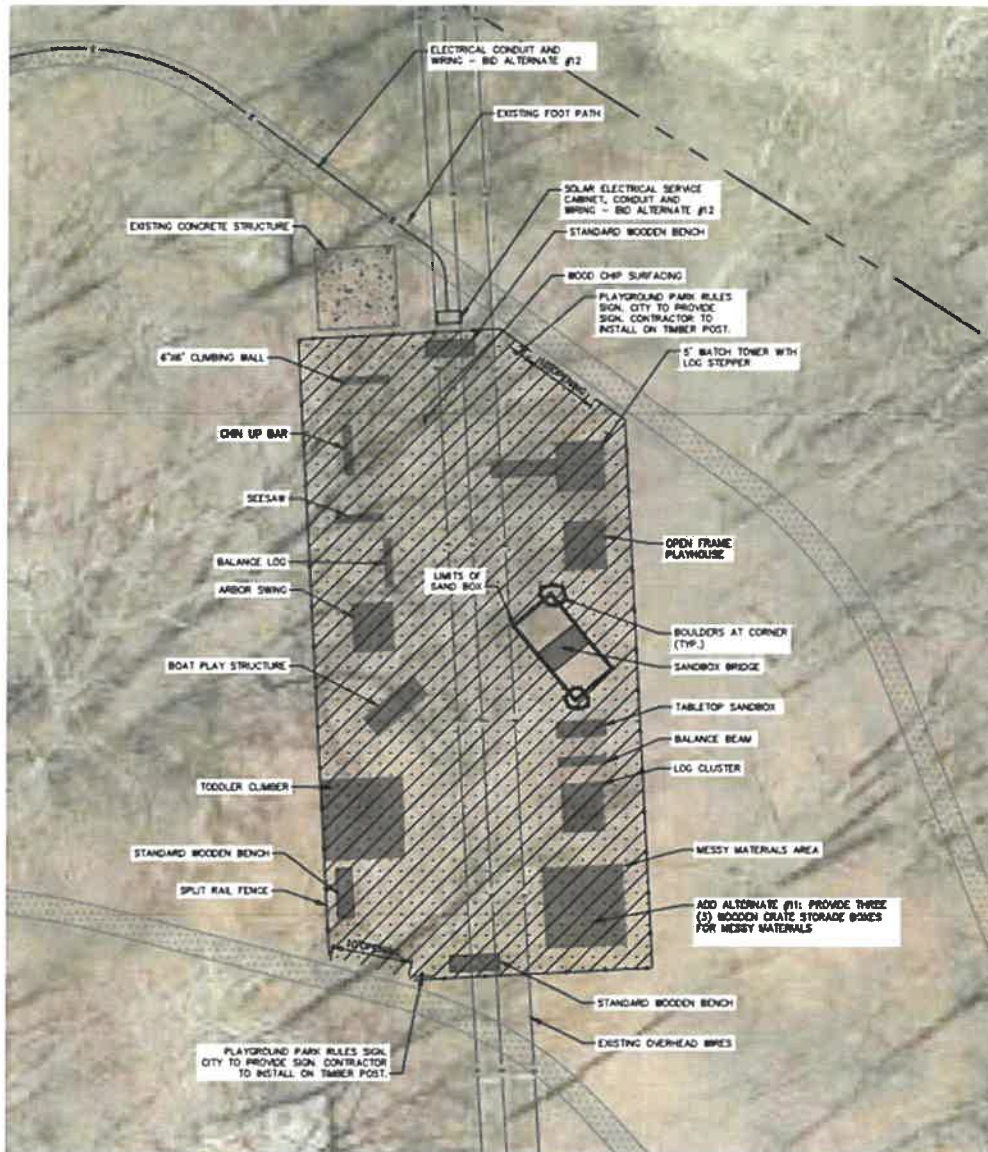 ELECTRICAL CONDUIT AND
WIRING - BID ALTERNATE #12
EXISTING FOOT PATH
SOLAR ELECTRICAL SERVICE
CABINET, CONDUIT AND
WIRING - BID ALTERNATE #12
EXISTING CONCRETE STRUCTURE
STANDARD WOODEN BENCH
WOOD CHIP SURFACING
PLAYGROUND PARK RULES
SIGN. CITY TO PROVIDE
SIGN. CONTRACTOR TO
INSTALL ON TIMBER POST.
6'X6' CLIMBING WALL
5' WATCH TOWER WITH
LOG STEPPER
CHIN UP BAR
SEESAW
OPEN FRAME
PLAYHOUSE
BALANCE LOG
LIMITS OF
SAND BOX
ARBOR SWING
BOULDERS AT CORNER
(TYP.)
BOAT PLAY STRUCTURE
SANDBOX BRIDGE
TABLETOP SANDBOX
BALANCE BEAM
LOG CLUSTER
TODDLER CLIMBER
MESSY MATERIALS AREA
STANDARD WOODEN BENCH
SPLIT RAIL FENCE
ADD ALTERNATE #11: PROVIDE THREE
(3) WOODEN CRATE STORAGE BOXES
FOR MESSY MATERIALS
10' OPENING
STANDARD WOODEN BENCH
EXISTING OVERHEAD WIRES
PLAYGROUND PARK RULES SIGN.
CITY TO PROVIDE SIGN. CONTRACTOR
TO INSTALL ON TIMBER POST.